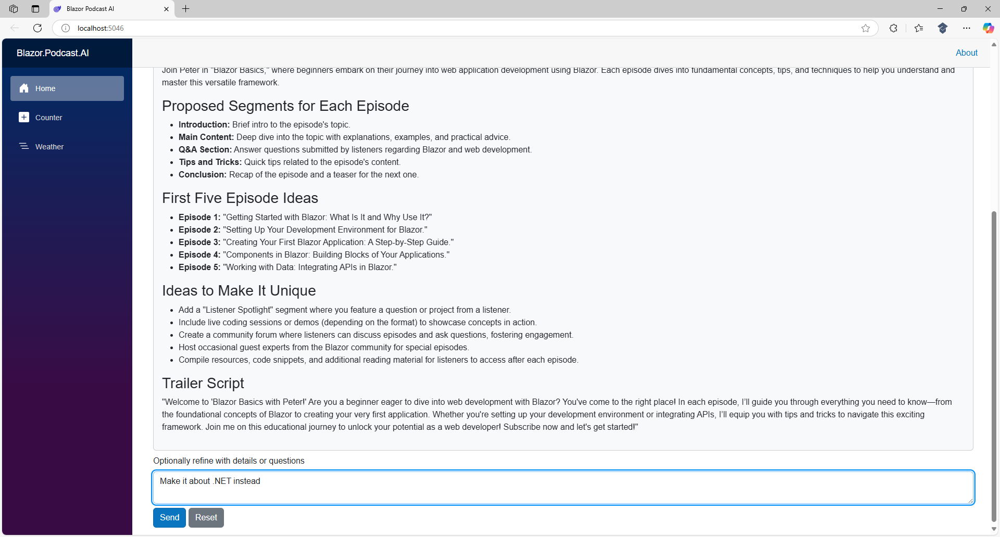 Blazor Podcast AI
localhost:5046
Blazor.Podcast.AI
About
Home
Counter
Weather
Join Peter in "Blazor Basics," where beginners embark on their journey into web application development using Blazor. Each episode dives into fundamental concepts, tips, and techniques to help you understand and
master this versatile framework.
Proposed Segments for Each Episode
Introduction: Brief intro to the episode's topic.
Main Content: Deep dive into the topic with explanations, examples, and practical advice.
Q&A Section: Answer questions submitted by listeners regarding Blazor and web development.
Tips and Tricks: Quick tips related to the episode's content.
Conclusion: Recap of the episode and a teaser for the next one.
First Five Episode Ideas
Episode 1: "Getting Started with Blazor: What Is It and Why Use It?"
Episode 2: "Setting Up Your Development Environment for Blazor."
Episode 3: "Creating Your First Blazor Application: A Step-by-Step Guide."
Episode 4: "Components in Blazor: Building Blocks of Your Applications."
Episode 5: "Working with Data: Integrating APIs in Blazor."
Ideas to Make It Unique
Add a "Listener Spotlight" segment where you feature a question or project from a listener.
Include live coding sessions or demos (depending on the format) to showcase concepts in action.
Create a community forum where listeners can discuss episodes and ask questions, fostering engagement.
Host occasional guest experts from the Blazor community for special episodes.
Compile resources, code snippets, and additional reading material for listeners to access after each episode.
Trailer Script
"Welcome to 'Blazor Basics with Peter!' Are you a beginner eager to dive into web development with Blazor? You've come to the right place! In each episode, I'll guide you through everything you need to know—from
the foundational concepts of Blazor to creating your very first application. Whether you're setting up your development environment or integrating APIs, I'll equip you with tips and tricks to navigate this exciting
framework. Join me on this educational journey to unlock your potential as a web developer! Subscribe now and let's get started!"
Optionally refine with details or questions
Make it about .NET instead
Send
Reset